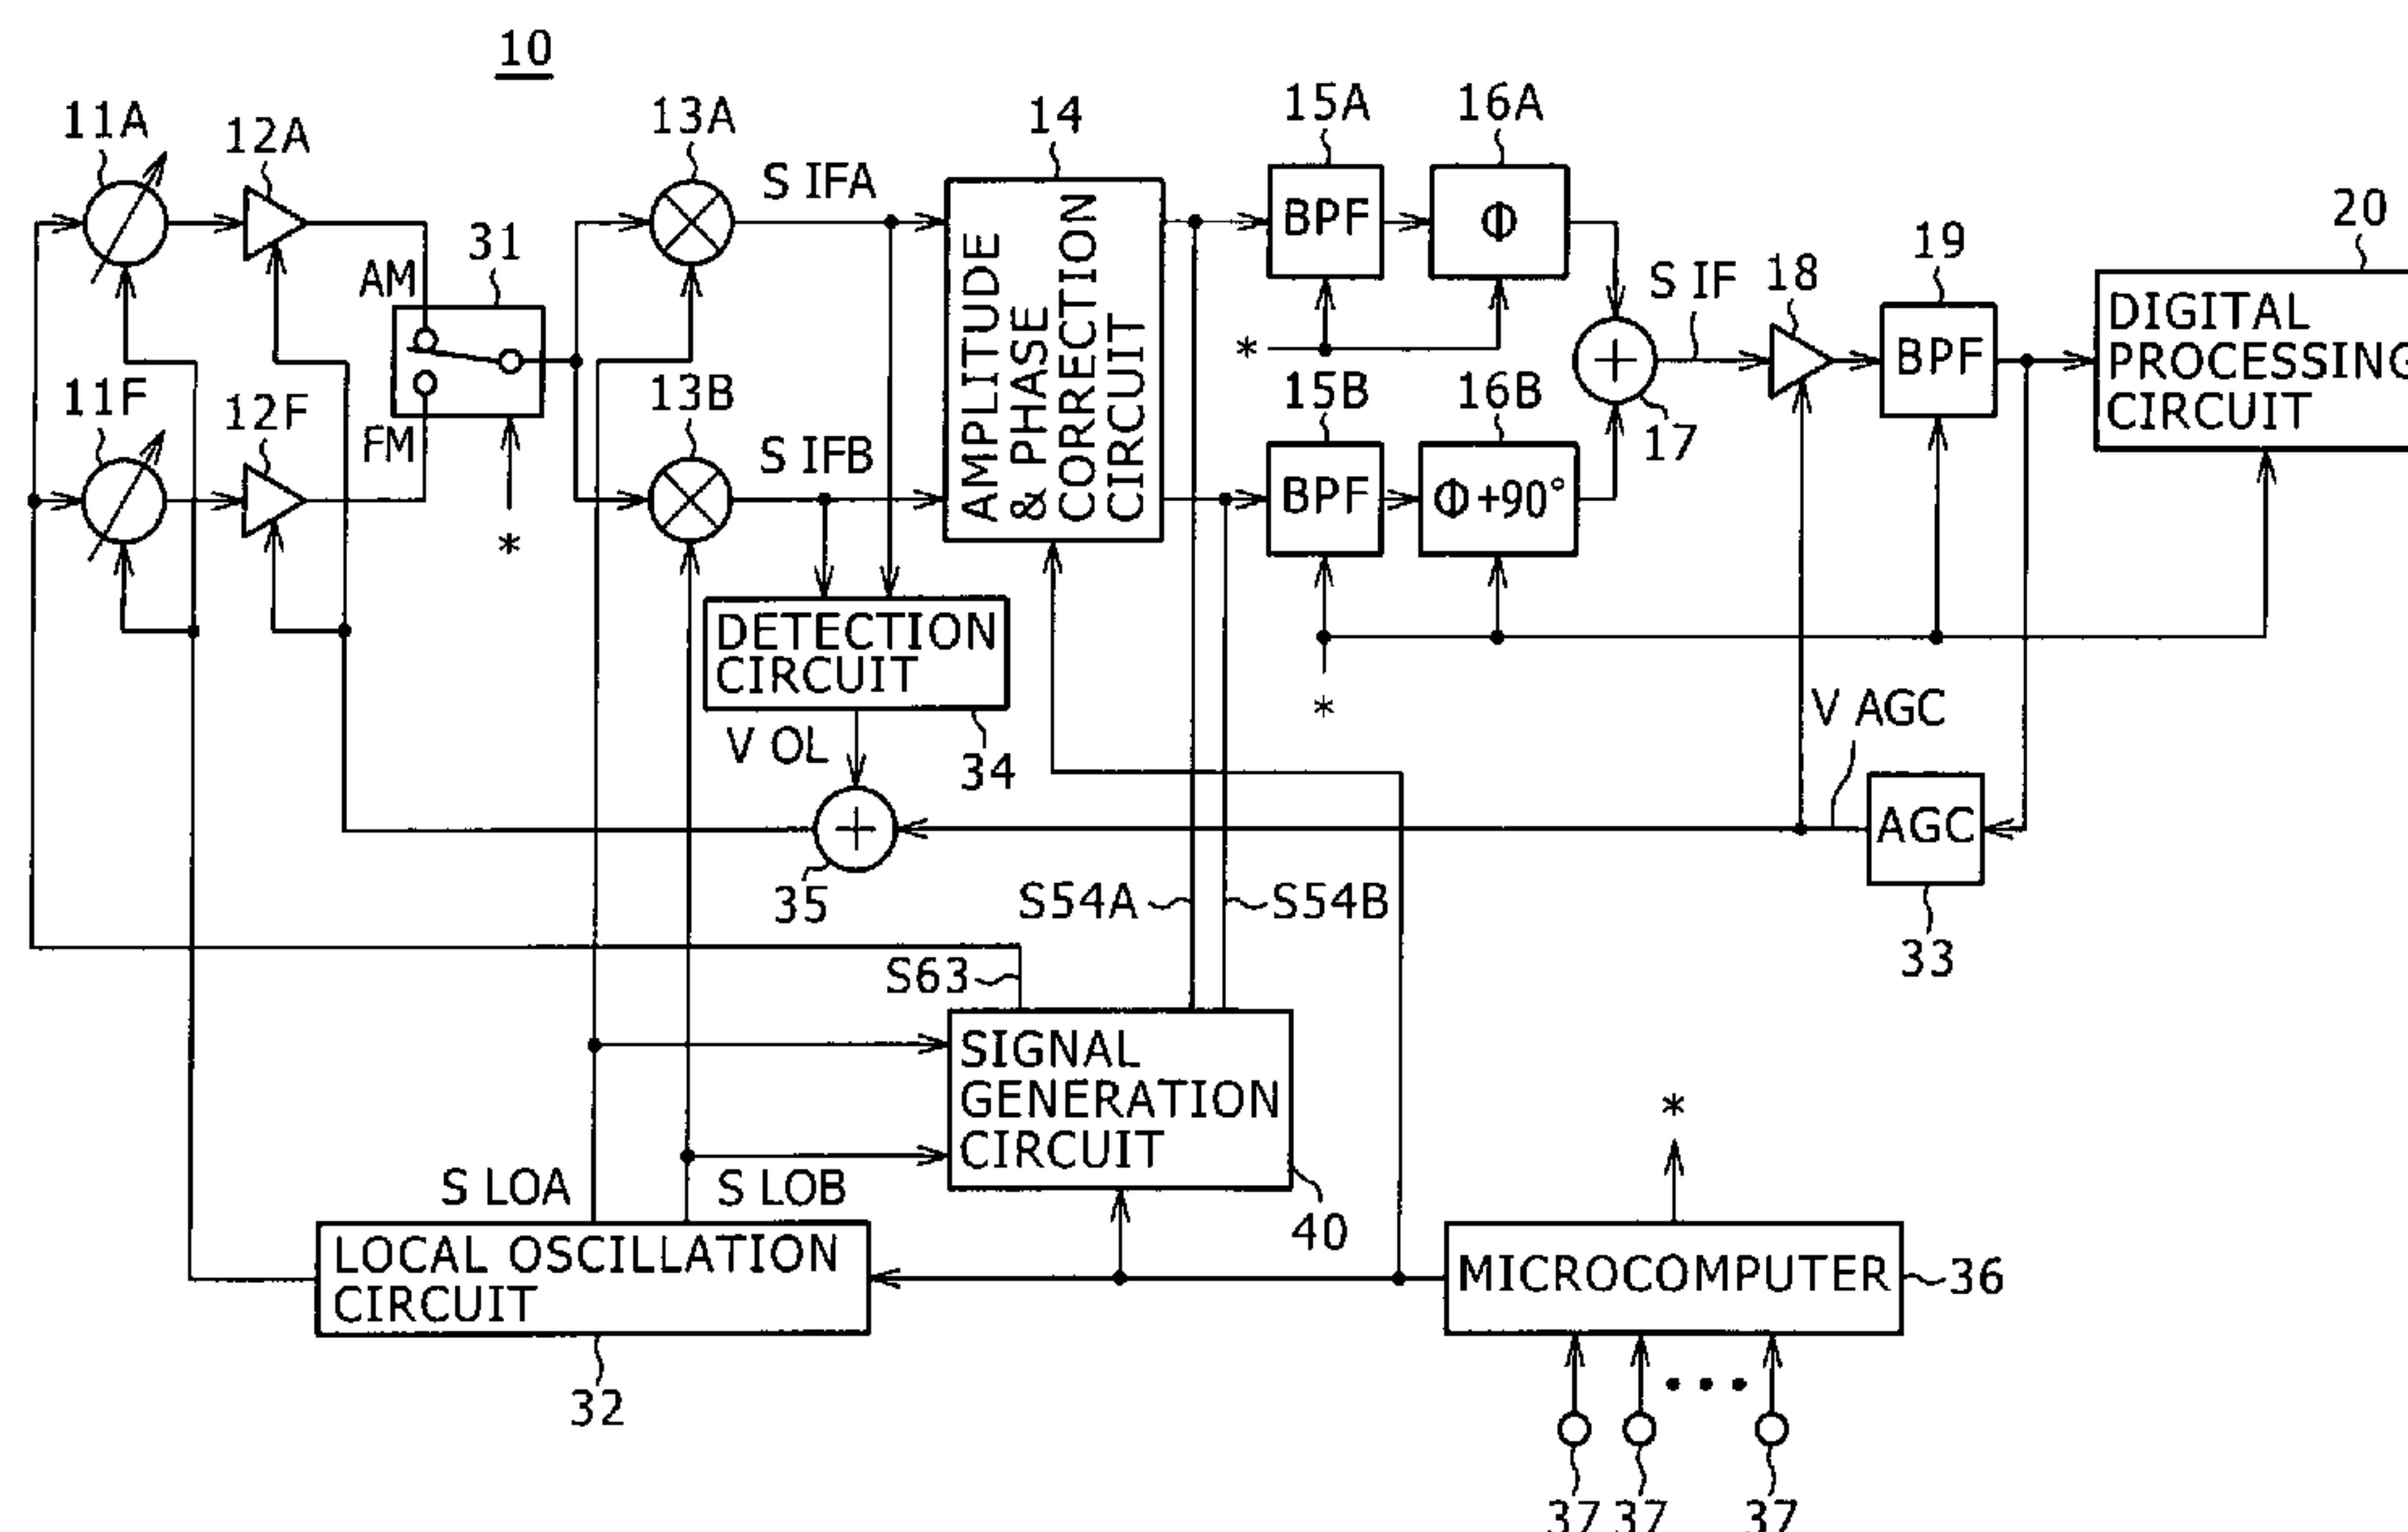 10
11A
12A
13A
14
15A
16A
S IFA
BPF
Φ
20
19
31
AM
S IF
18
AMPLITUDE
& PHASE
CORRECTION
CIRCUIT
DIGITAL
PROCESSING
CIRCUIT
*
+
BPF
11F
12F
13B
15B
16B
17
FM
S IFB
BPF
Φ +90°
*
DETECTION
CIRCUIT
*
V AGC
V OL
34
+
AGC
35
S54A
S54B
33
S63
SIGNAL
GENERATION
CIRCUIT
*
S LOA
S LOB
40
LOCAL OSCILLATION
CIRCUIT
MICROCOMPUTER
36
32
• • •
37 37 37